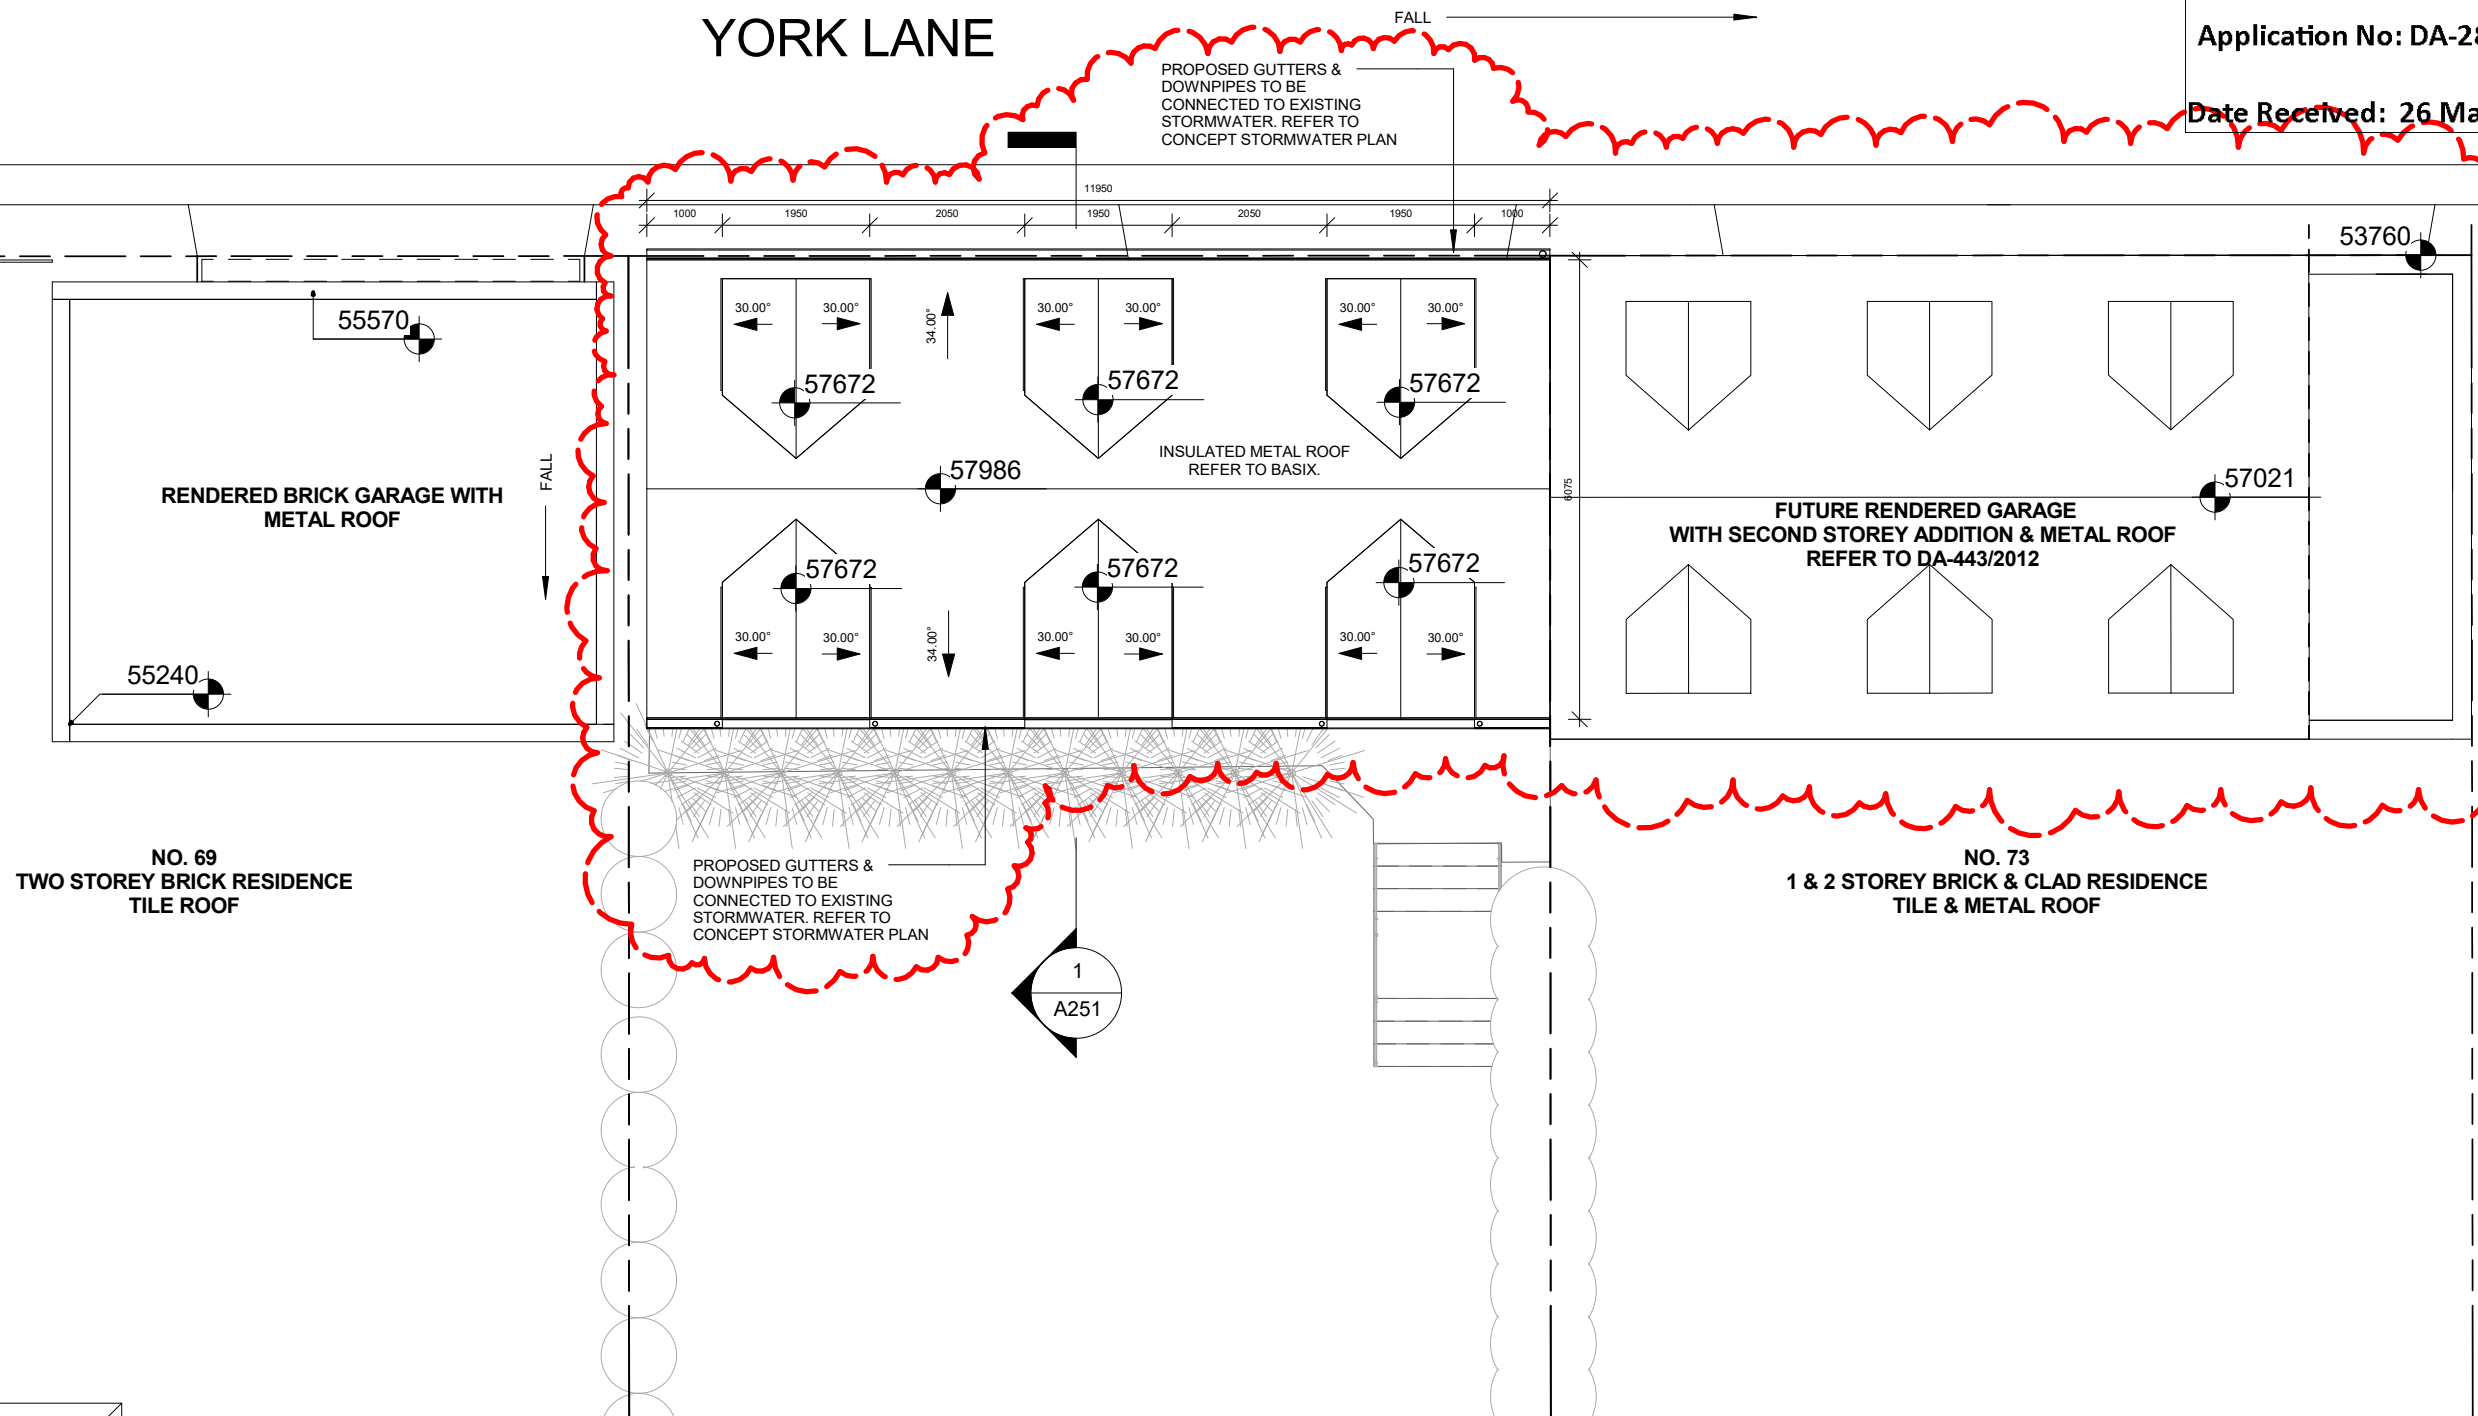 YORK LANE
FALL
Application No: DA-28
Date Received: 26 Ma
PROPOSED GUTTERS &
DOWNPIPES TO BE
CONNECTED TO EXISTING
STORMWATER. REFER TO
CONCEPT STORMWATER PLAN
11950
1000
1950
2050
1950
2050
1950
1000
53760
55570
30.00°
30.00°
34.00°
30.00°
30.00°
30.00°
30.00°
57672
57672
57672
INSULATED METAL ROOF
REFER TO BASIX.
57986
FALL
RENDERED BRICK GARAGE WITH
METAL ROOF
6075
57021
FUTURE RENDERED GARAGE
WITH SECOND STOREY ADDITION & METAL ROOF
REFER TO DA-443/2012
57672
57672
57672
30.00°
30.00°
34.00°
30.00°
30.00°
30.00°
30.00°
55240
NO. 69
TWO STOREY BRICK RESIDENCE
TILE ROOF
PROPOSED GUTTERS &
DOWNPIPES TO BE
CONNECTED TO EXISTING
STORMWATER. REFER TO
CONCEPT STORMWATER PLAN
NO. 73
1 & 2 STOREY BRICK & CLAD RESIDENCE
TILE & METAL ROOF
1
A251